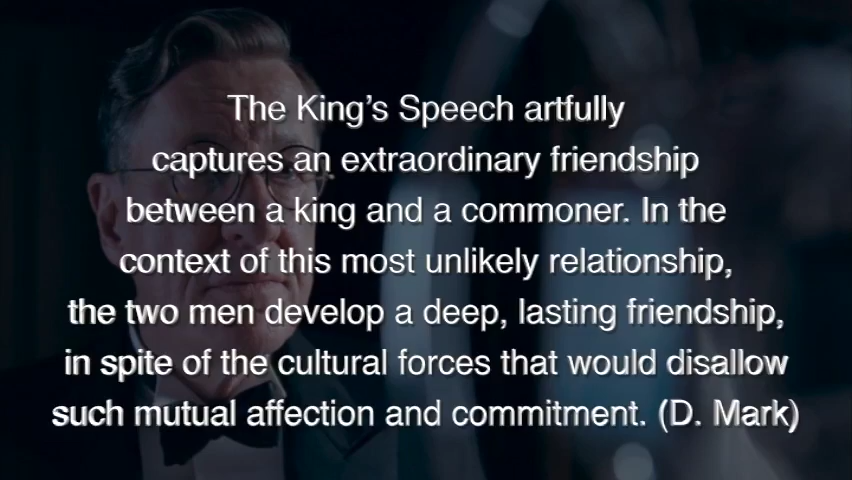 The King’s Speech artfully
captures an extraordinary friendship
between a king and a commoner. In the
context of this most unlikely relationship,
the two men develop a deep, lasting friendship,
in spite of the cultural forces that would disallow
such mutual affection and commitment. (D. Mark)